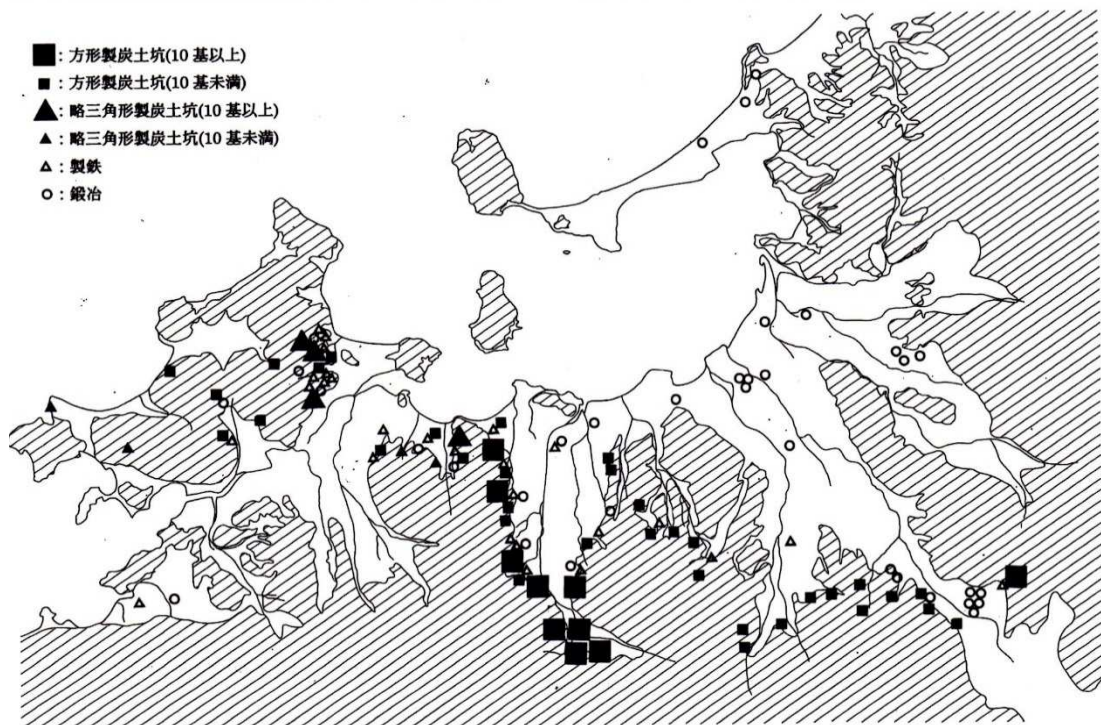 ■: 方形製炭土坑(10 基以上)
■: 方形製炭土坑(10 基未満)
▲: 略三角形製炭土坑(10 基以上)
▲: 略三角形製炭土坑(10 基未満)
△: 製鉄
○: 鍛冶